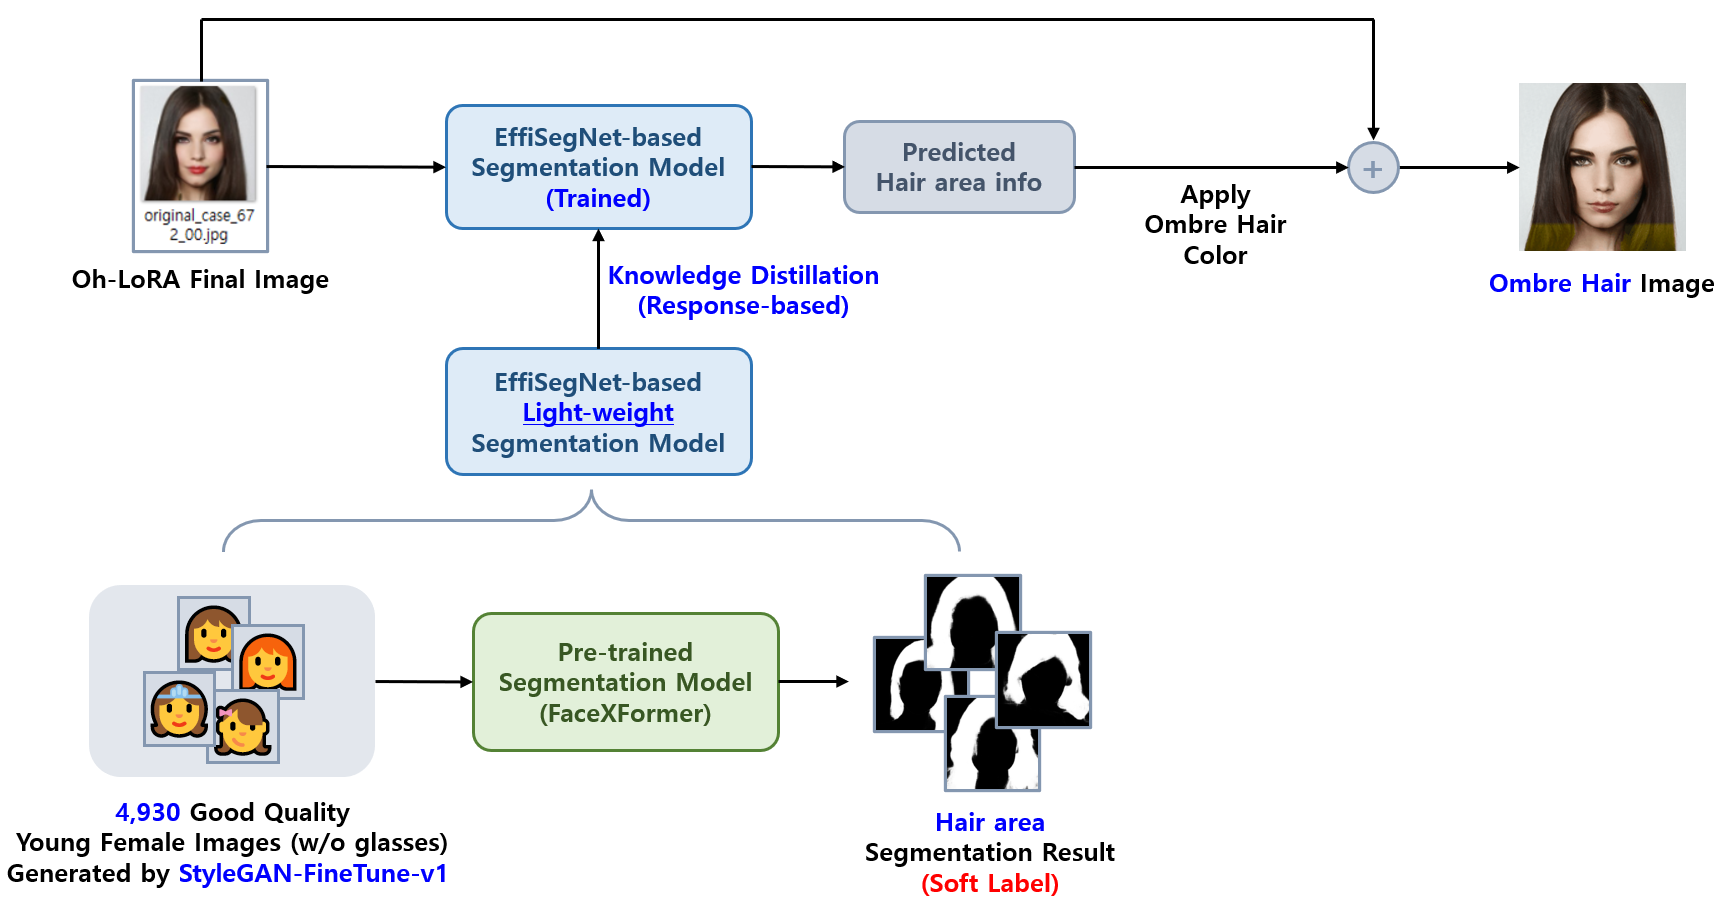 original_case_67
2_00.jpg
Oh-LoRA Final Image
EffiSegNet-based
Segmentation Model
(Trained)
Predicted
Hair area info
Apply
Ombre Hair
Color
+
Ombre Hair Image
Knowledge Distillation
(Response-based)
EffiSegNet-based
Light-weight
Segmentation Model
Pre-trained
Segmentation Model
(FaceXFormer)
4,930 Good Quality
Young Female Images (w/o glasses)
Generated by StyleGAN-FineTune-v1
Hair area
Segmentation Result
(Soft Label)